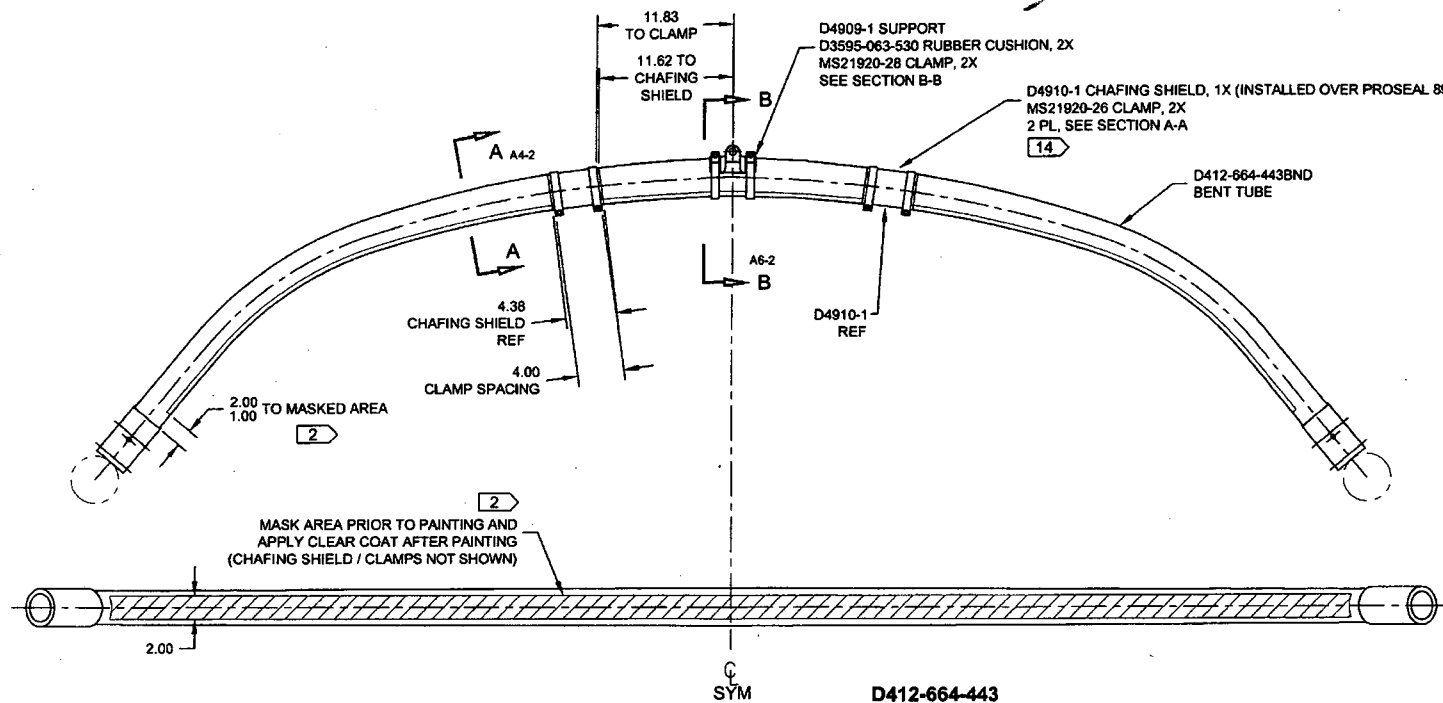 11.83
TO CLAMP
11.62 TO
CHAFING
SHIELD
D4909-1 SUPPORT
D3595-063-530 RUBBER CUSHION, 2X
MS21920-28 CLAMP, 2X
SEE SECTION B-B
D4910-1 CHAFING SHIELD, 1X (INSTALLED OVER PROSEAL
MS21920-26 CLAMP, 2X
2 PL, SEE SECTION A-A
14
B
A A4-2
D412-664-443BND
BENT TUBE
A
A6-2
B
4.38
CHAFING SHIELD
REF
D4910-1
REF
4.00
CLAMP SPACING
2.00
1.00 TO MASKED AREA
2
2
MASK AREA PRIOR TO PAINTING AND
APPLY CLEAR COAT AFTER PAINTING
(CHAFING SHIELD / CLAMPS NOT SHOWN)
2.00
℄
SYM
D412-664-443